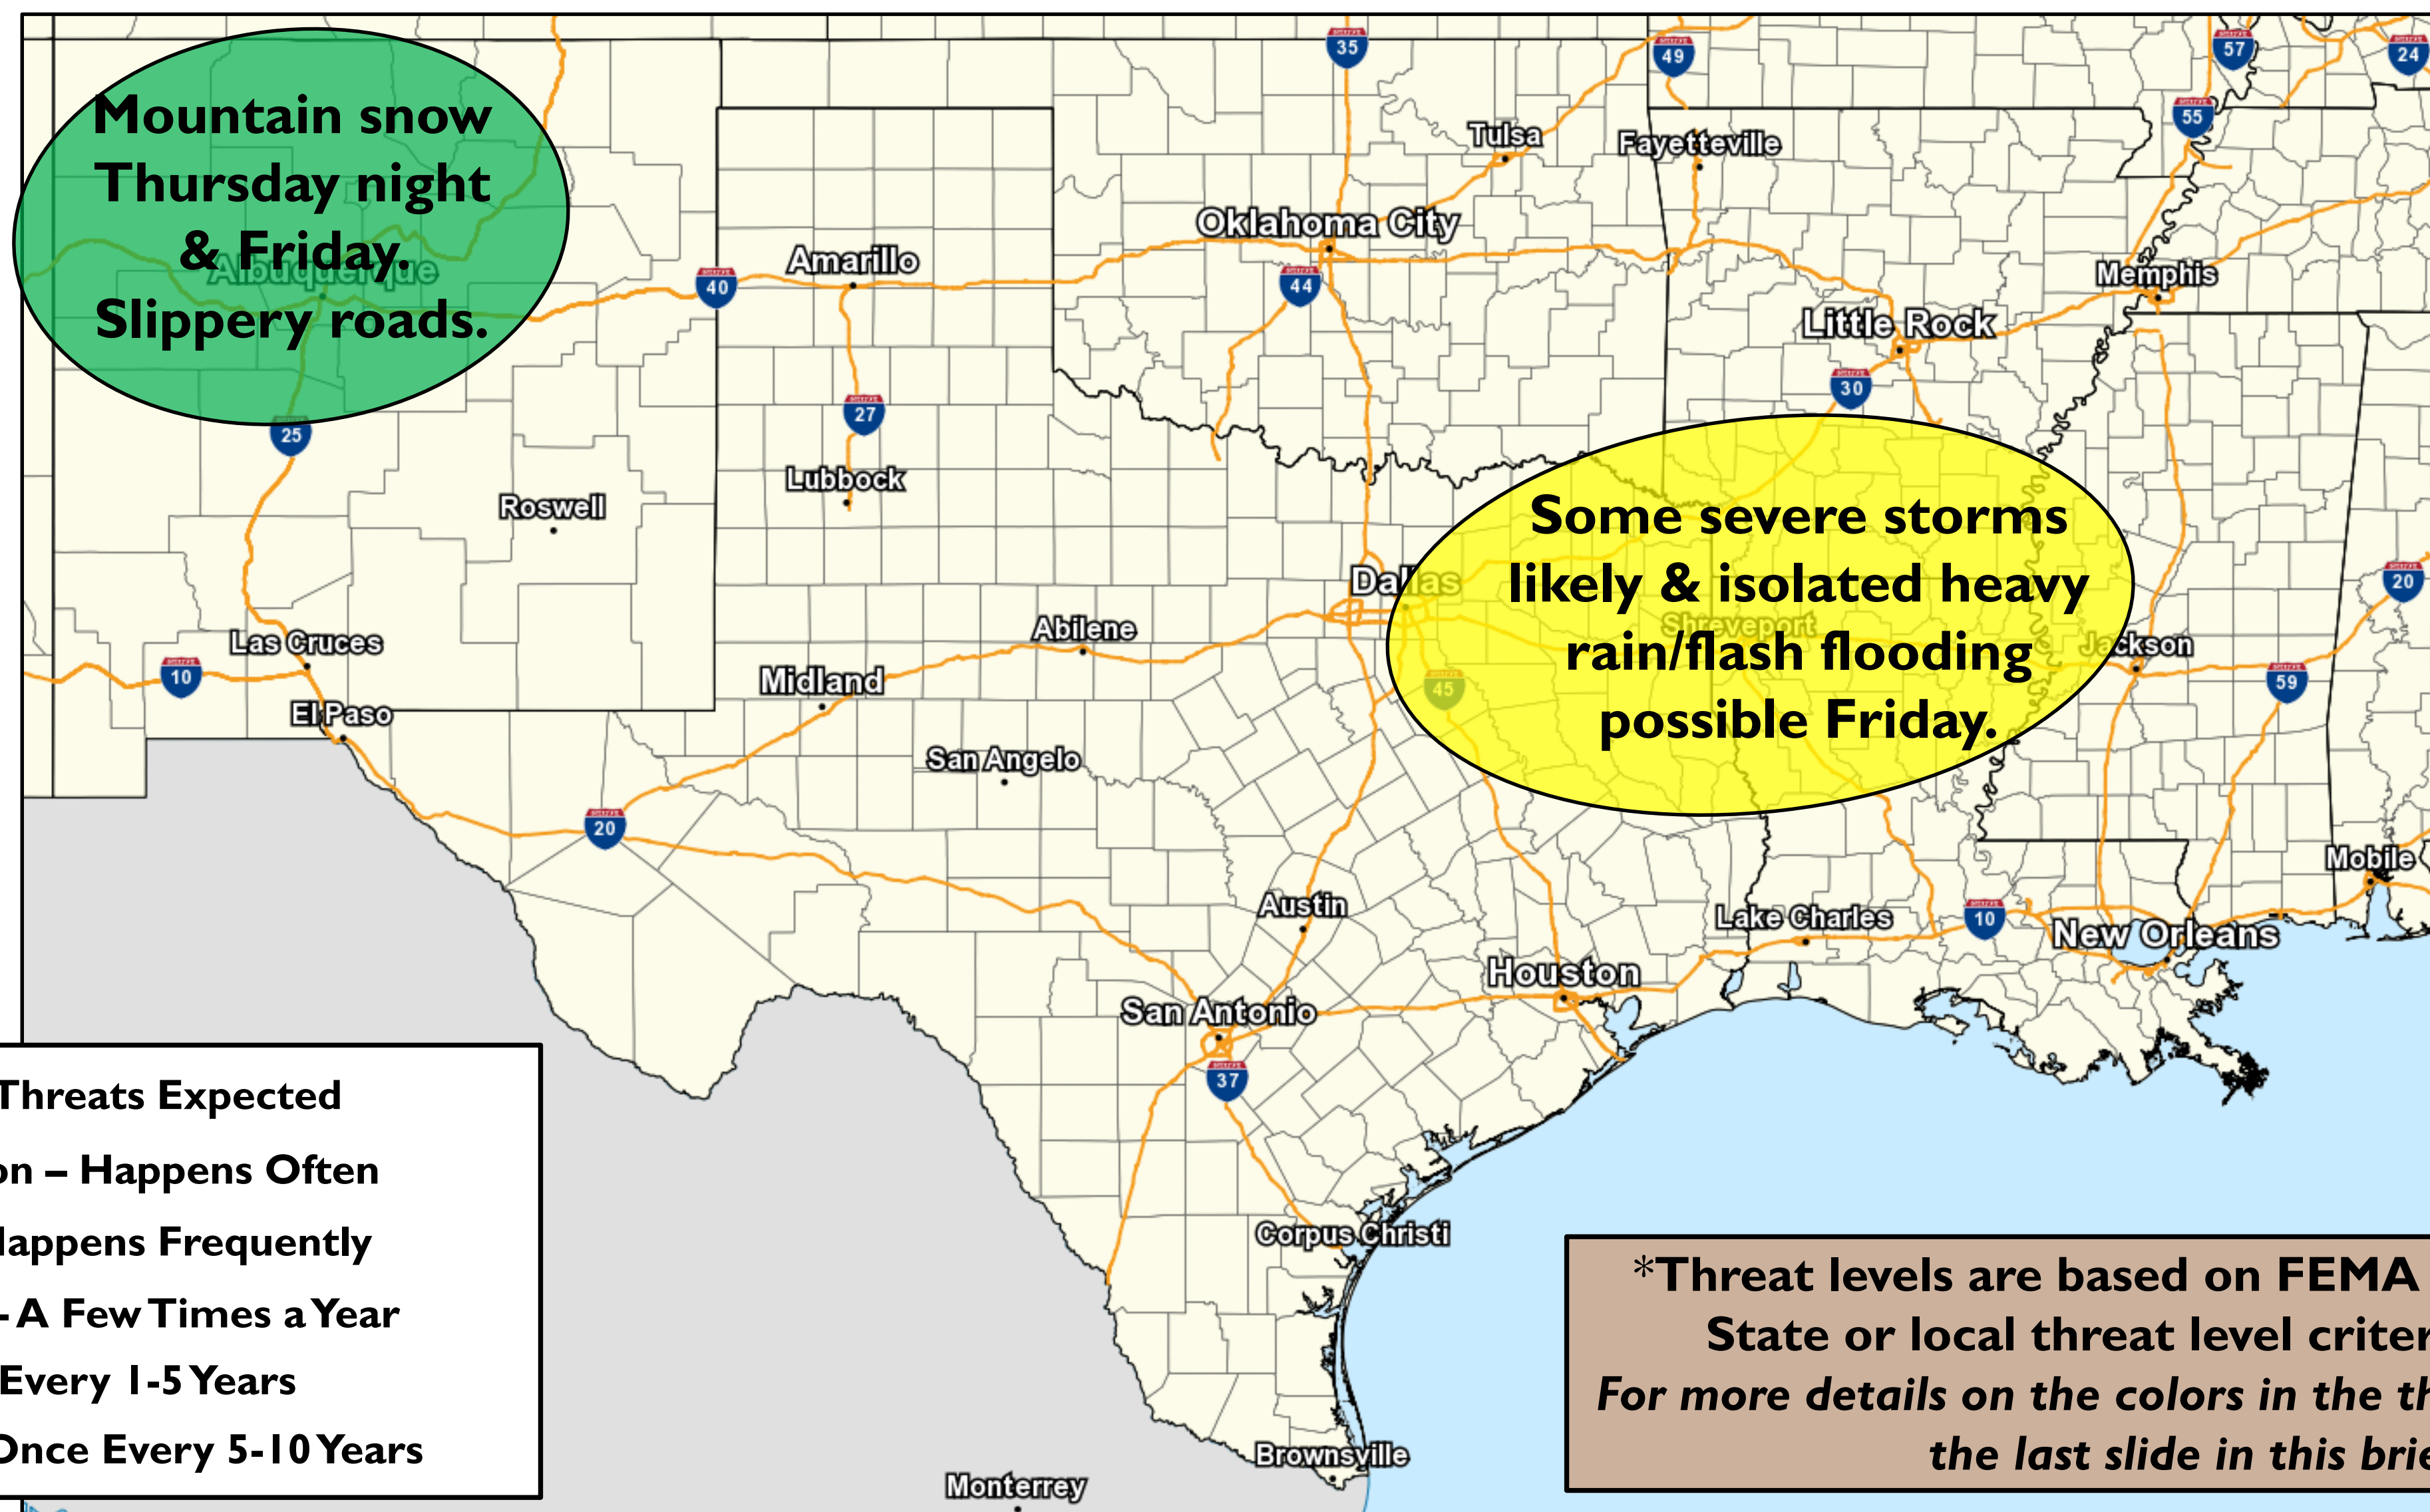 Mountain snow
Thursday night
& Friday.
Slippery roads.
Albuquerque
35
49
57
24
55
Tulsa
Fayetteville
Oklahoma City
Amarillo
40
44
Memphis
Little Rock
30
27
25
Lubbock
Roswell
Some severe storms
likely & isolated heavy
rain/flash flooding
possible Friday.
Dallas
Shreveport
Jackson
20
45
59
Las Cruces
10
Abilene
Midland
El Paso
San Angelo
20
Austin
Lake Charles
10
New Orleans
Mobile
Houston
San Antonio
37
Corpus Christi
Brownsville
Monterrey
Threats Expected
on – Happens Often
Happens Frequently
- A Few Times a Year
Every 1-5 Years
Once Every 5-10 Years
*Threat levels are based on FEMA
State or local threat level criter
For more details on the colors in the th
the last slide in this brie